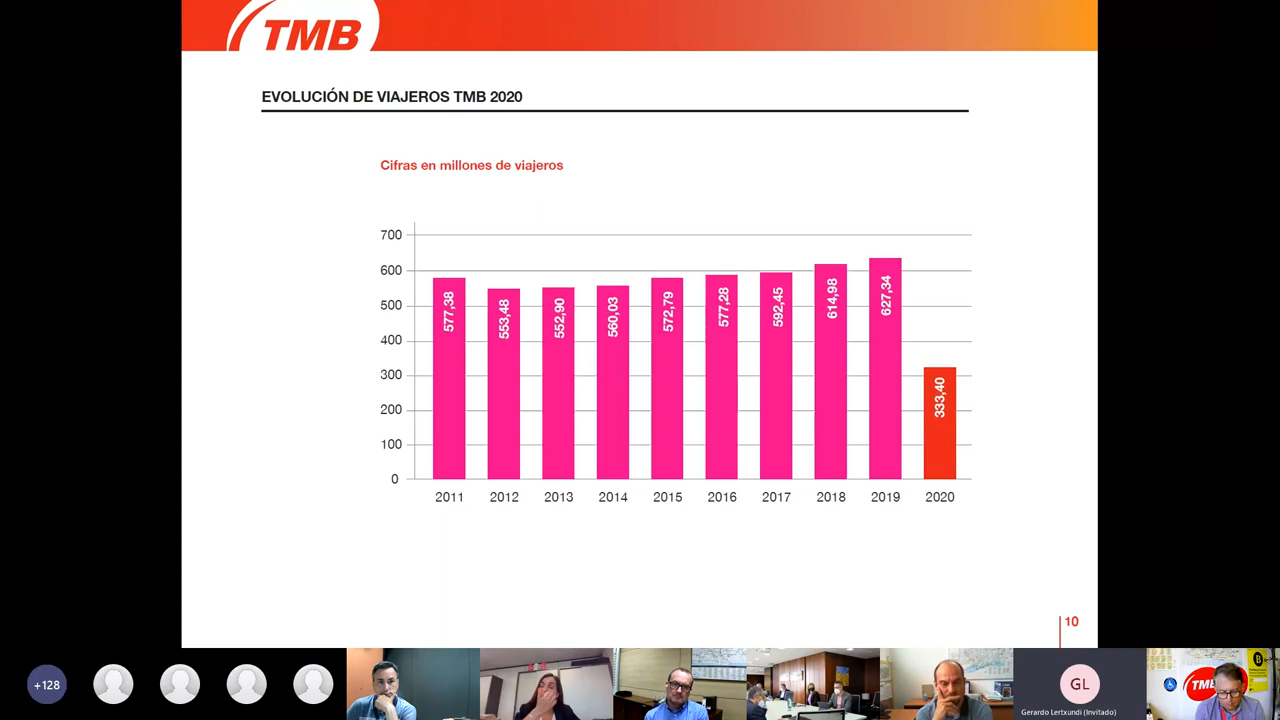 TMB
EVOLUCIÓN DE VIAJEROS TMB 2020
Cifras en millones de viajeros
700
600
500
400
300
200
100
0
577,38
553,48
552,90
560,03
572,79
577,28
592,45
614,98
627,34
333,40
2011 2012 2013 2014 2015 2016 2017 2018 2019 2020
10
+128
GL
Gerardo Lertxundi (Invitado)
TMB